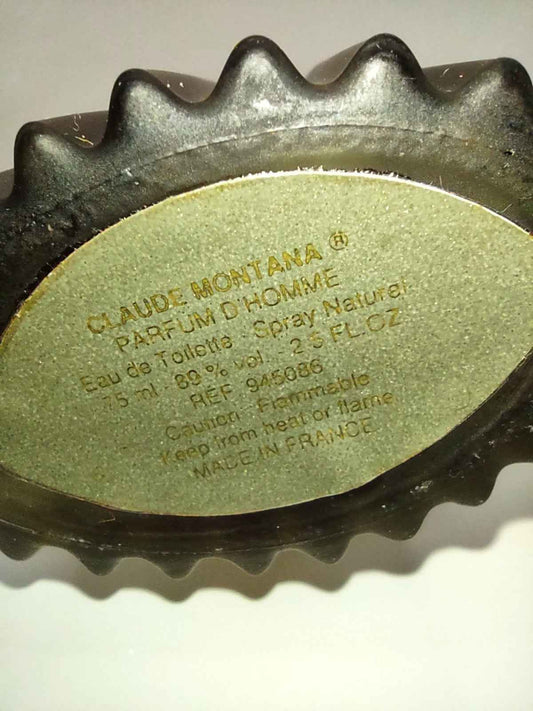 CLAUDE MONTANA ®
PARFUM D'HOMME
Eau de Toilette - Spray Natural
75 ml - 89 % vol. - 2.5 FL.OZ
REF 945086
Caution Flammable
Keep from heat or flame
MADE IN FRANCE